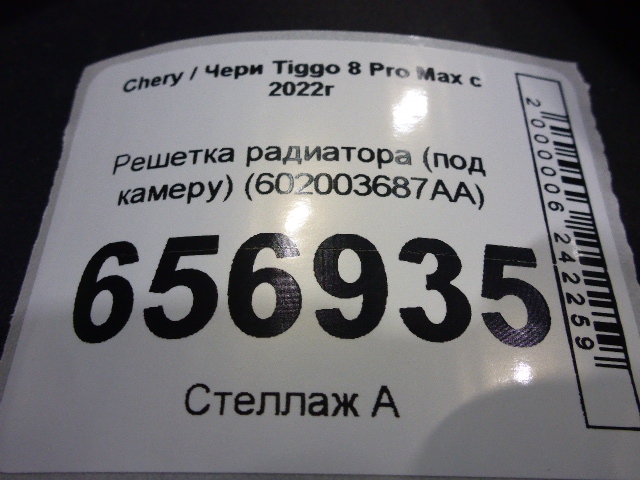 Chery / Чери Tiggo 8 Pro Max с
2022г
Решетка радиатора (под
камеру) (602003687AA)
656935
Стеллаж А
2000006242259